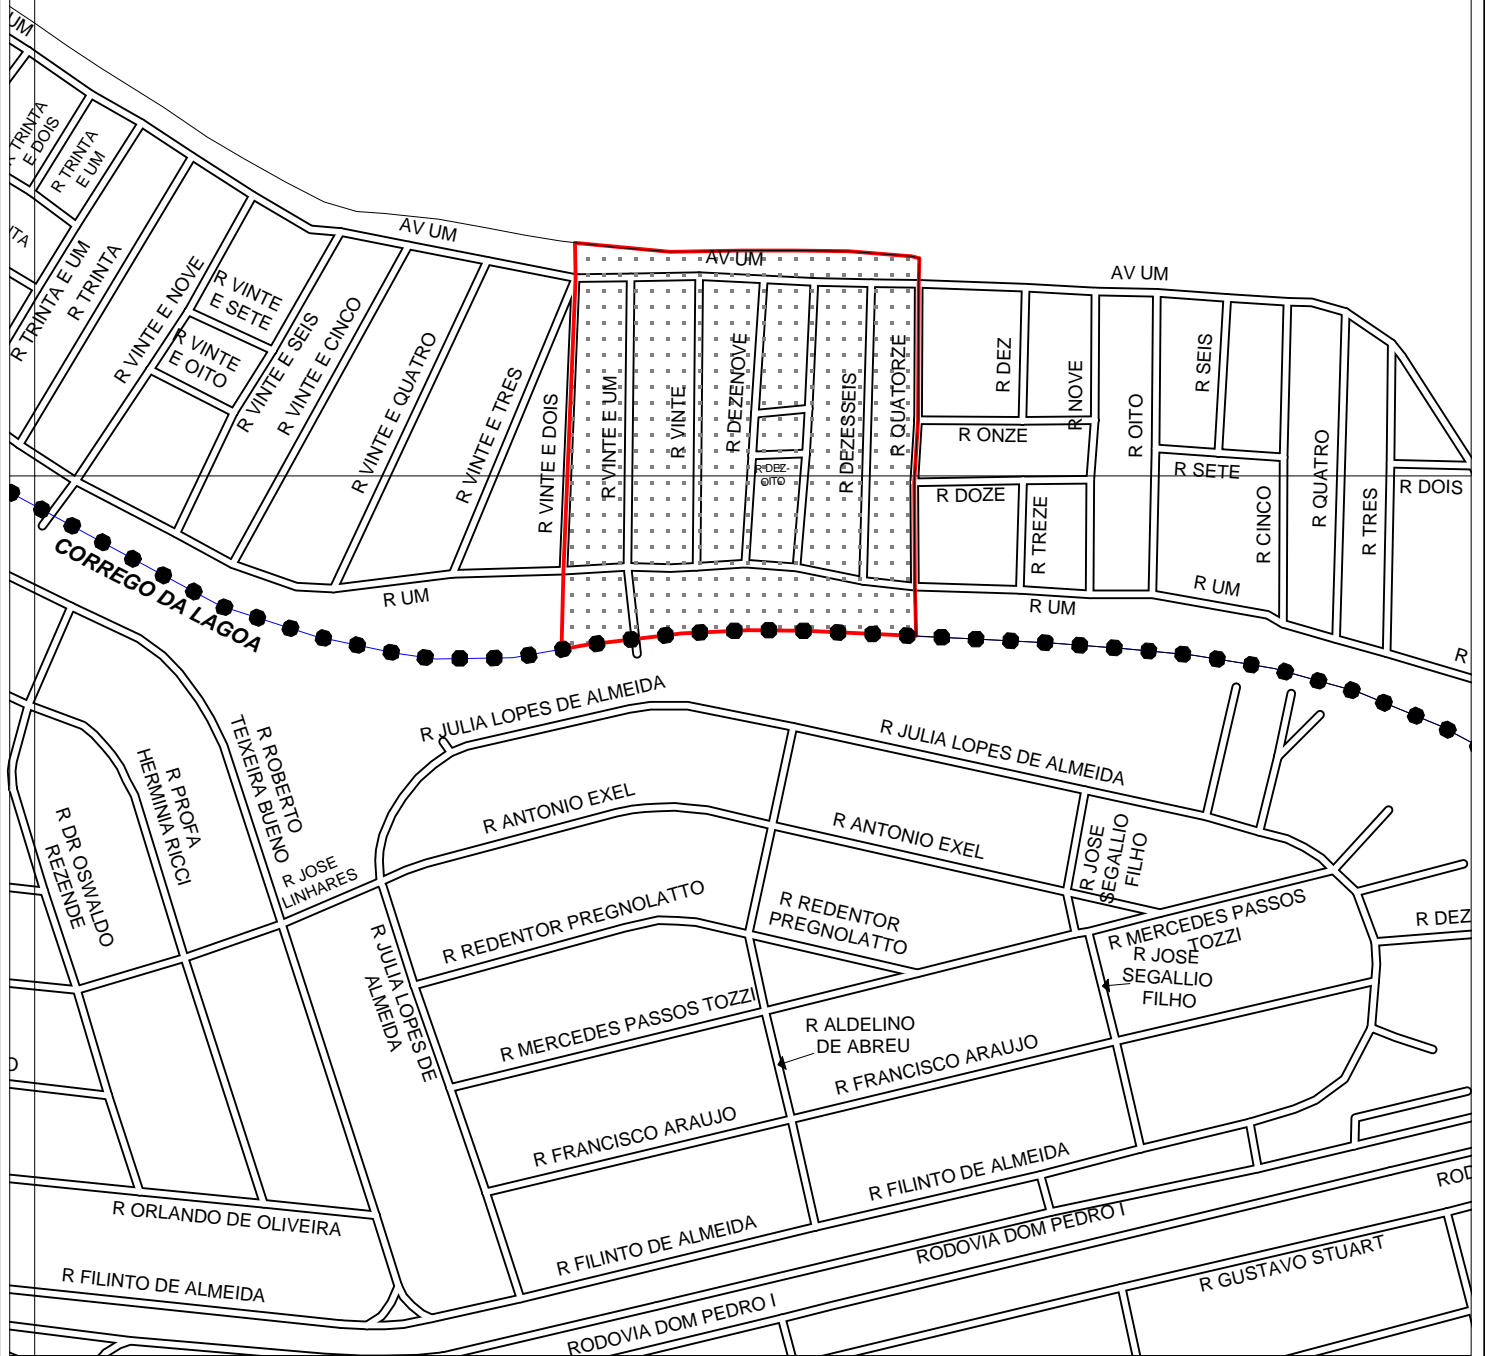 UM
TRINTA
E DOIS
R TRINTA
E UM
R TRINTA E UM
R TRINTA
R VINTE E NOVE
R VINTE
E SETE
R VINTE
E OITO
R VINTE E SEIS
R VINTE E CINCO
R VINTE E QUATRO
R VINTE E TRES
R VINTE E DOIS
AV UM
AV UM
AV UM
R VINTE E UM
R VINTE
R DEZENOVE
R DEZ-
OITO
R DEZESSEIS
R QUATORZE
R DEZ
R NOVE
R OITO
R SEIS
R ONZE
R DOZE
R TREZE
R SETE
R CINCO
R QUATRO
R TRES
R DOIS
R UM
R UM
R UM
R
CORREGO DA LAGOA
R JULIA LOPES DE ALMEIDA
R JULIA LOPES DE ALMEIDA
R ROBERTO
TEIXEIRA BUENO
R PROFA
HERMINIA RICCI
R DR OSWALDO
REZENDE
R JOSE
LINHARES
R ANTONIO EXEL
R ANTONIO EXEL
R JOSE
SEGALLIO
FILHO
R REDENTOR PREGNOLATTO
R REDENTOR
PREGNOLATTO
R MERCEDES PASSOS
TOZZI
R JOSE
SEGALLIO
FILHO
R DEZ
R JULIA LOPES DE
ALMEIDA
R MERCEDES PASSOS TOZZI
R ALDELINO
DE ABREU
R FRANCISCO ARAUJO
R FRANCISCO ARAUJO
R FILINTO DE ALMEIDA
R FILINTO DE ALMEIDA
R ORLANDO DE OLIVEIRA
R FILINTO DE ALMEIDA
RODOVIA DOM PEDRO I
RODOVIA DOM PEDRO I
ROD
R GUSTAVO STUART